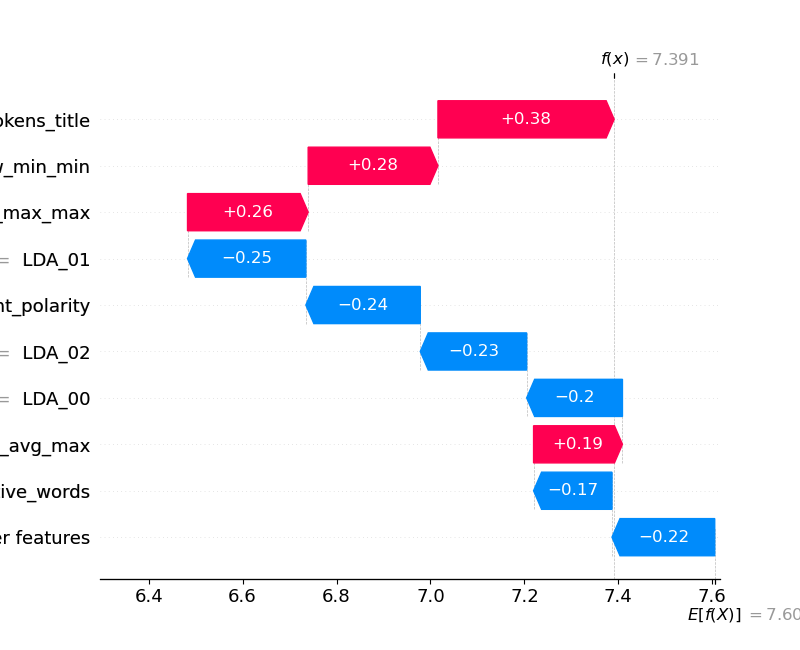 f(x) = 7.391
okens_title +0.38
_min_min +0.28
_max_max +0.26
= LDA_01 −0.25
nt_polarity −0.24
= LDA_02 −0.23
= LDA_00 −0.2
_avg_max +0.19
ive_words −0.17
er features −0.22
6.4 6.6 6.8 7.0 7.2 7.4 7.6
E[f(X)] = 7.60